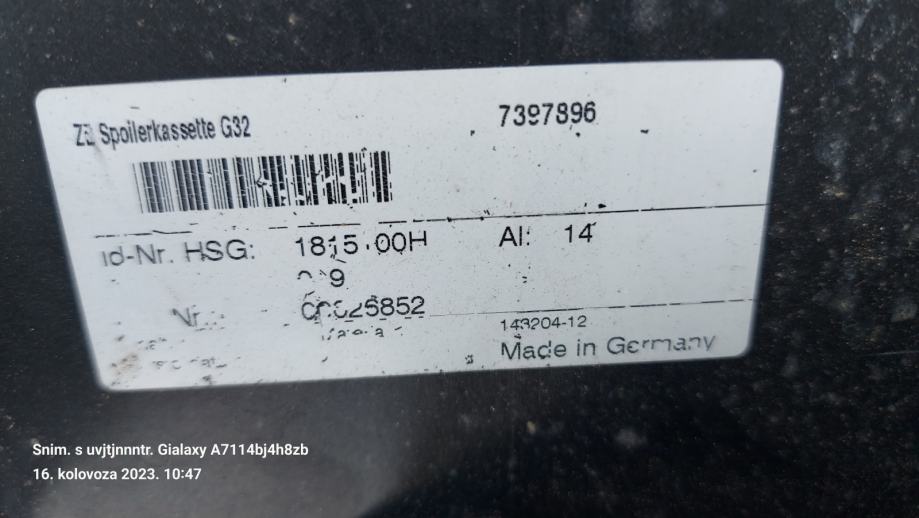 ZB Spoilerkassette G32
7397896
Id-Nr. HSG: 1815.00H AI: 14
Nr.:
143204-12
Made in Germany
Snim. s uvjtjnnntr. Gialaxy A7114bj4h8zb
16. kolovoza 2023. 10:47